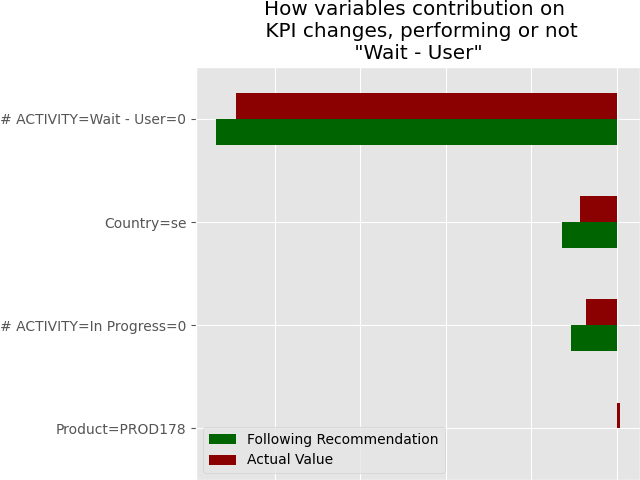 How variables contribution on
KPI changes, performing or not
"Wait - User"
# ACTIVITY=Wait - User=0
Country=se
# ACTIVITY=In Progress=0
Product=PROD178
Following Recommendation
Actual Value